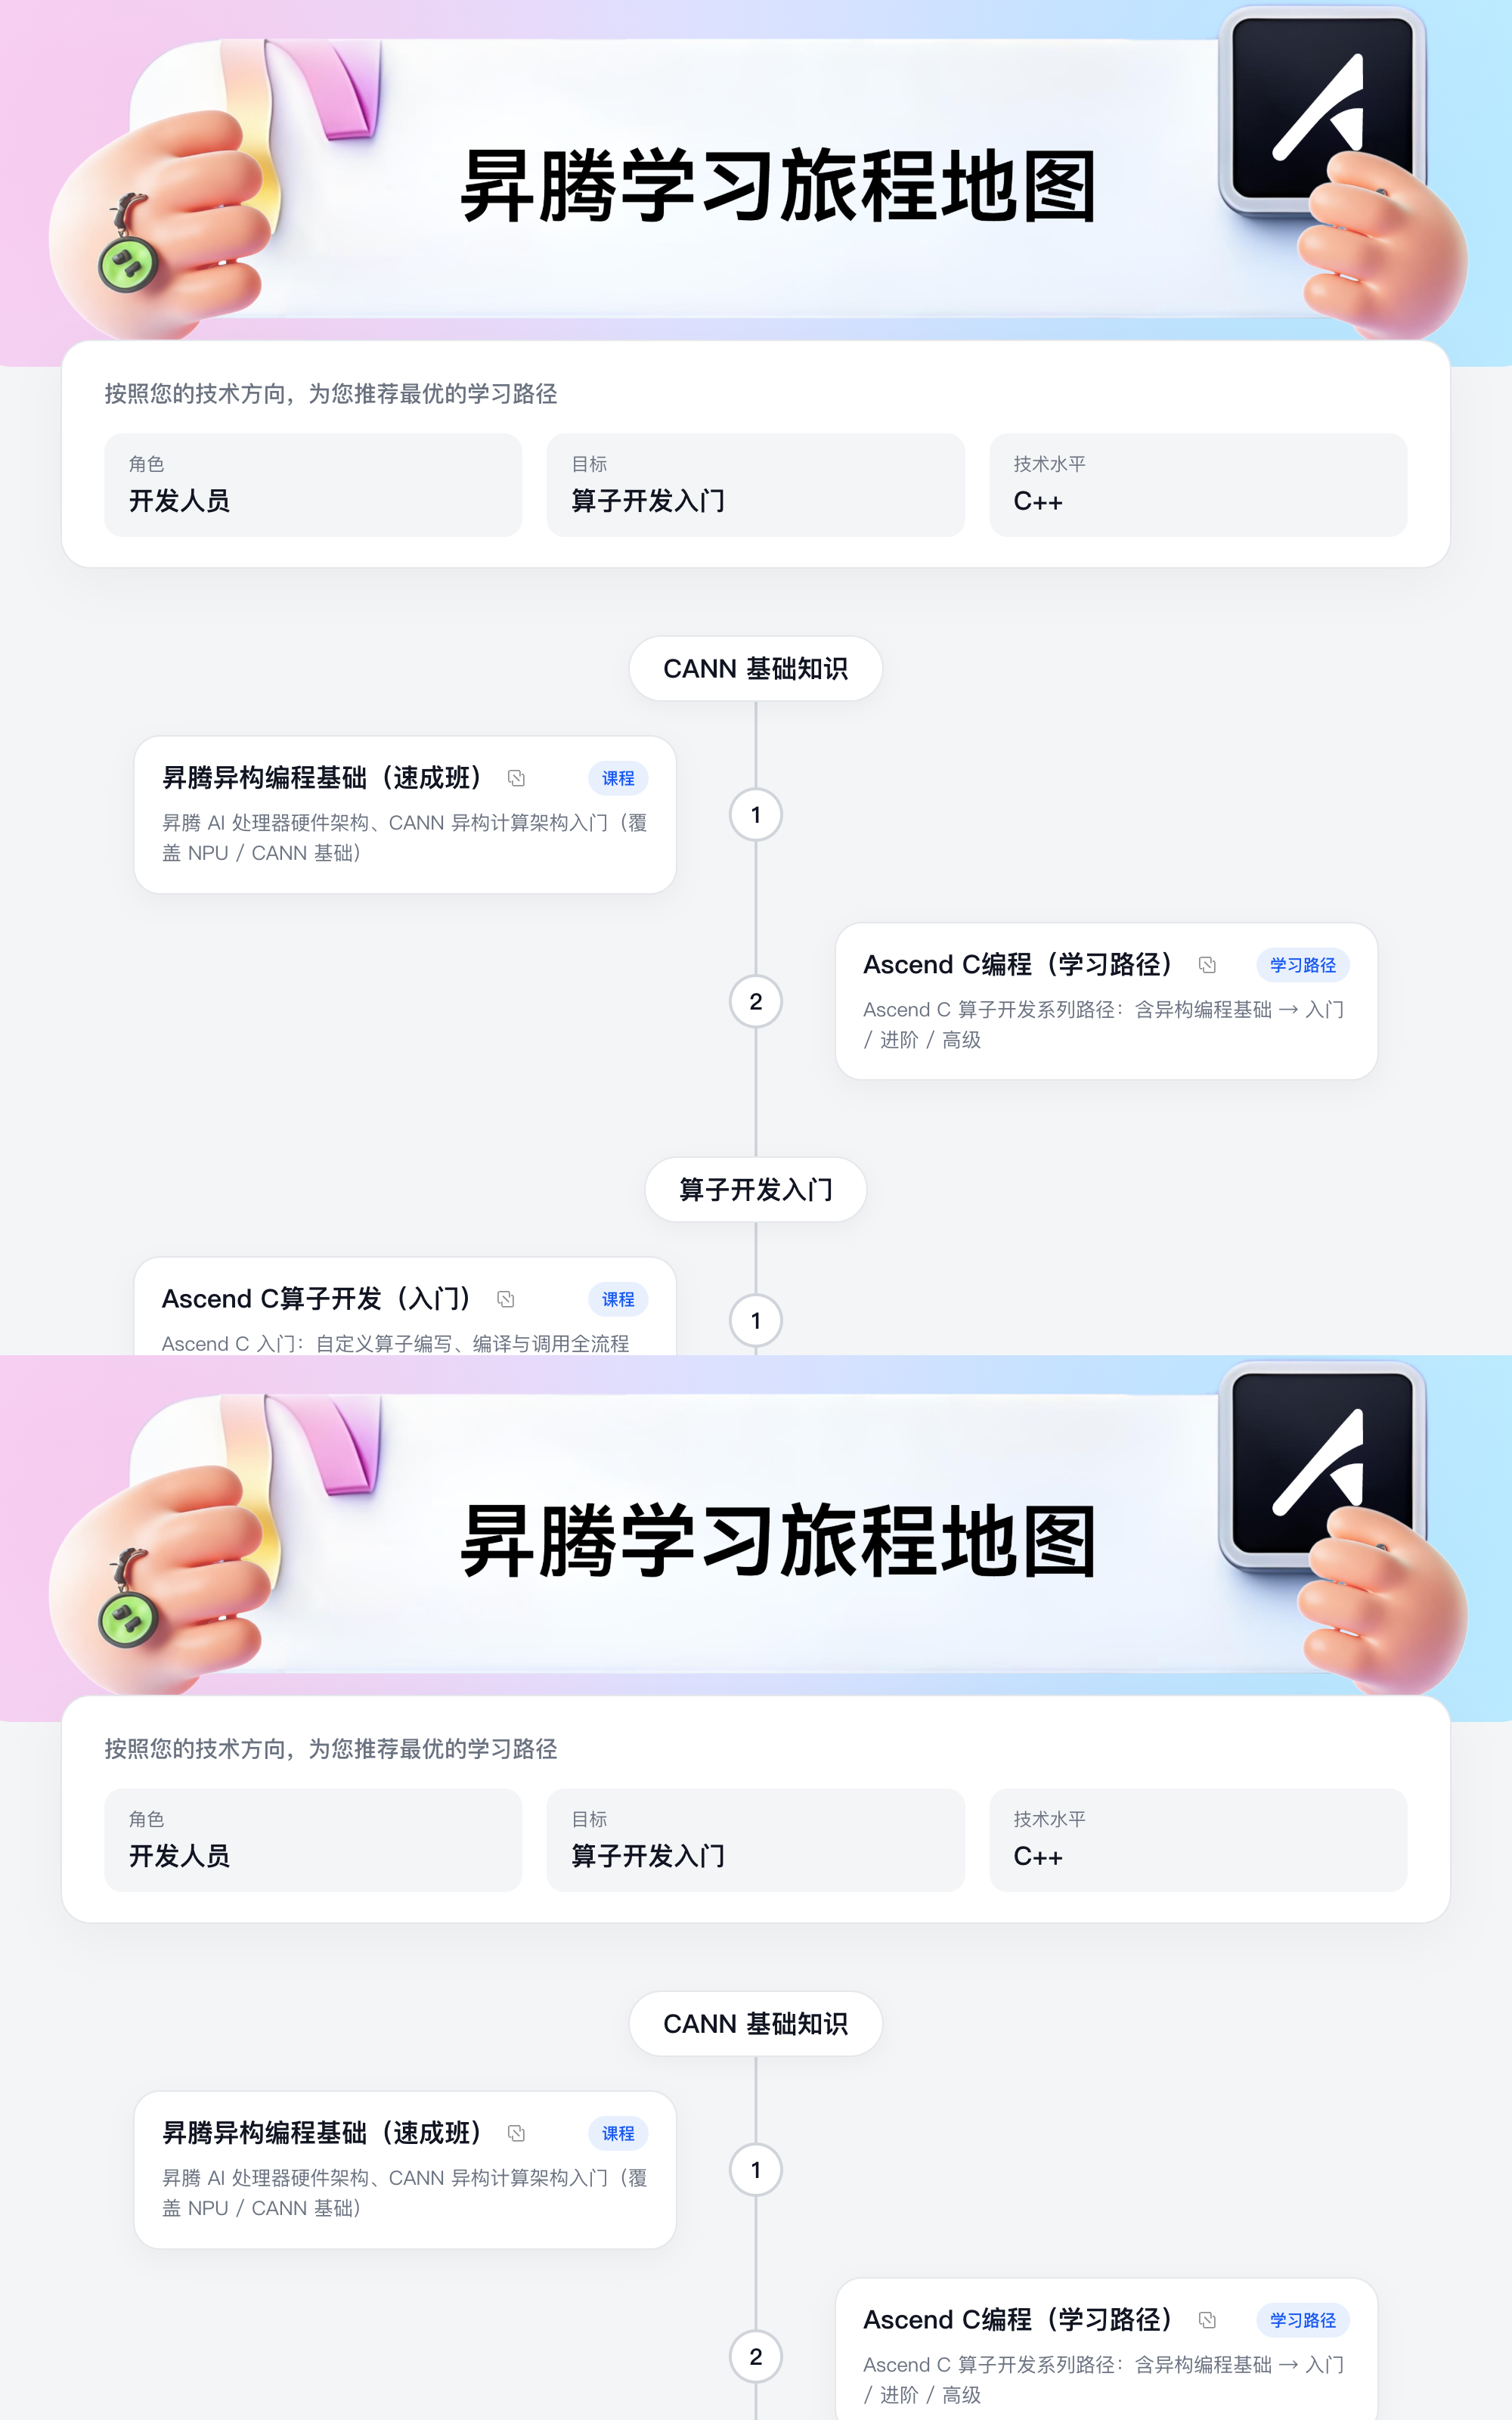 昇腾学习旅程地图
按照您的技术方向，为您推荐最优的学习路径
角色
开发人员
目标
算子开发入门
技术水平
C++
CANN 基础知识
昇腾异构编程基础（速成班）
课程
昇腾 AI 处理器硬件架构、CANN 异构计算架构入门（覆
盖 NPU / CANN 基础）
1
Ascend C编程（学习路径）
学习路径
Ascend C 算子开发系列路径：含异构编程基础 → 入门
/ 进阶 / 高级
2
算子开发入门
Ascend C算子开发（入门）
课程
Ascend C 入门：自定义算子编写、编译与调用全流程
1
昇腾学习旅程地图
按照您的技术方向，为您推荐最优的学习路径
角色
开发人员
目标
算子开发入门
技术水平
C++
CANN 基础知识
昇腾异构编程基础（速成班）
课程
昇腾 AI 处理器硬件架构、CANN 异构计算架构入门（覆
盖 NPU / CANN 基础）
1
Ascend C编程（学习路径）
学习路径
Ascend C 算子开发系列路径：含异构编程基础 → 入门
/ 进阶 / 高级
2